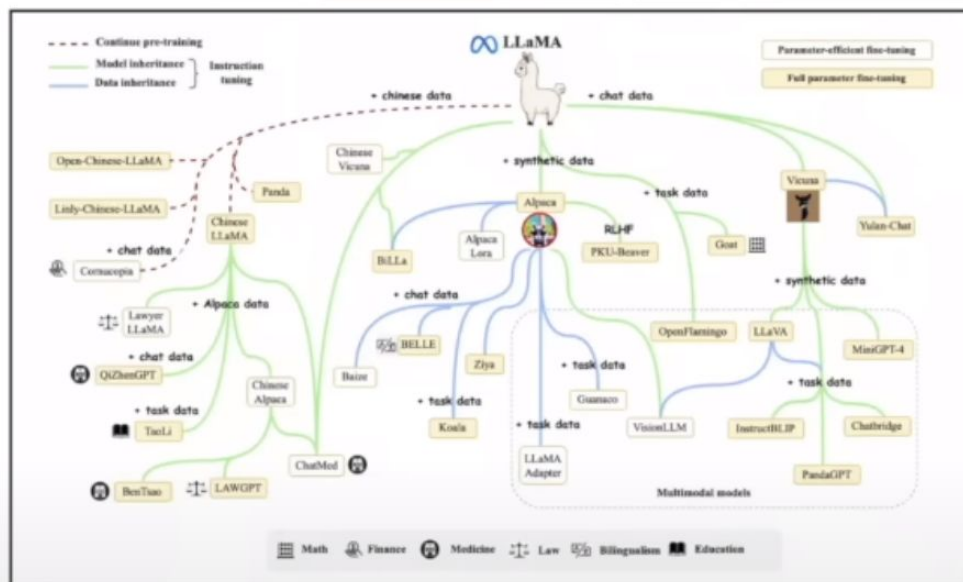 Continue pre-training
Model inheritance
Data inheritance
Instruction
tuning
LLaMA
Parameter-efficient fine-tuning
Full parameter fine-tuning
+ chinese data
+ chat data
Chinese
Vicuna
+ synthetic data
Open-Chinese-LLaMA
Panda
+ task data
Vicuna
Linly-Chinese-LLaMA
Chinese
LLaMA
Alpaca
Yulan-Chat
RLHF
+ chat data
Alpaca
Lora
PKU-Beaver
Goat
Cornucopia
BiLLa
+ synthetic data
+ chat data
+ Alpaca data
Lawyer
LLaMA
OpenFlamingo
LLaVA
BELLE
MiniGPT-4
+ chat data
Ziya
+ task data
QiZhenGPT
Baize
+ task data
Chinese
Alpaca
Guanaco
+ task data
+ task data
TaoLi
Koala
VisionLLM
InstructBLIP
Chatbridge
+ task data
ChatMed
LLaMA
Adapter
PandaGPT
BenTsao
LAWGPT
Multimodal models
Math
Finance
Medicine
Law
Bilingualism
Education